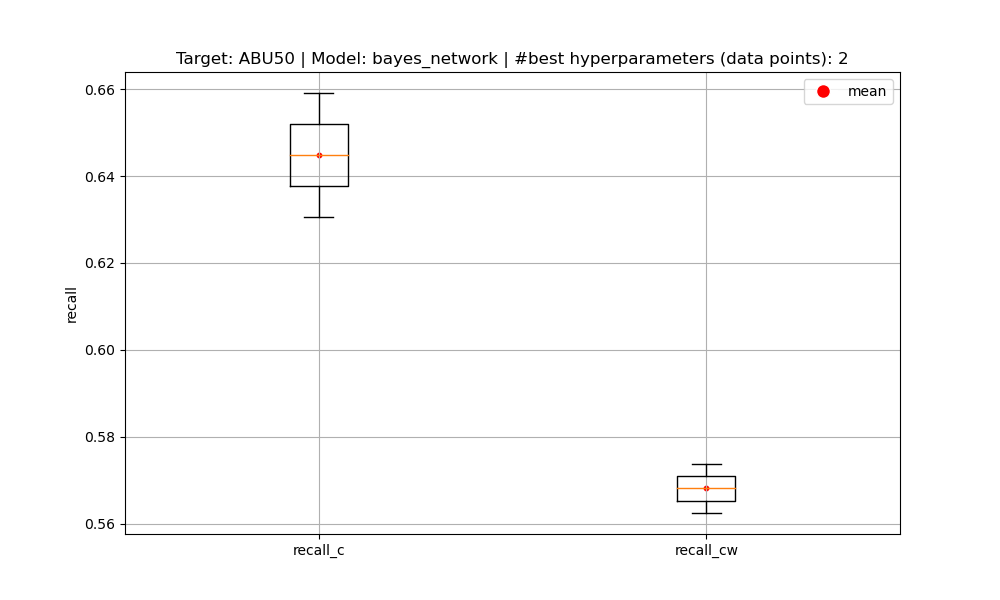 Target: ABU50 | Model: bayes_network | #best hyperparameters (data points): 2
mean
0.66
0.64
0.62
0.60
0.58
0.56
recall
recall_c
recall_cw